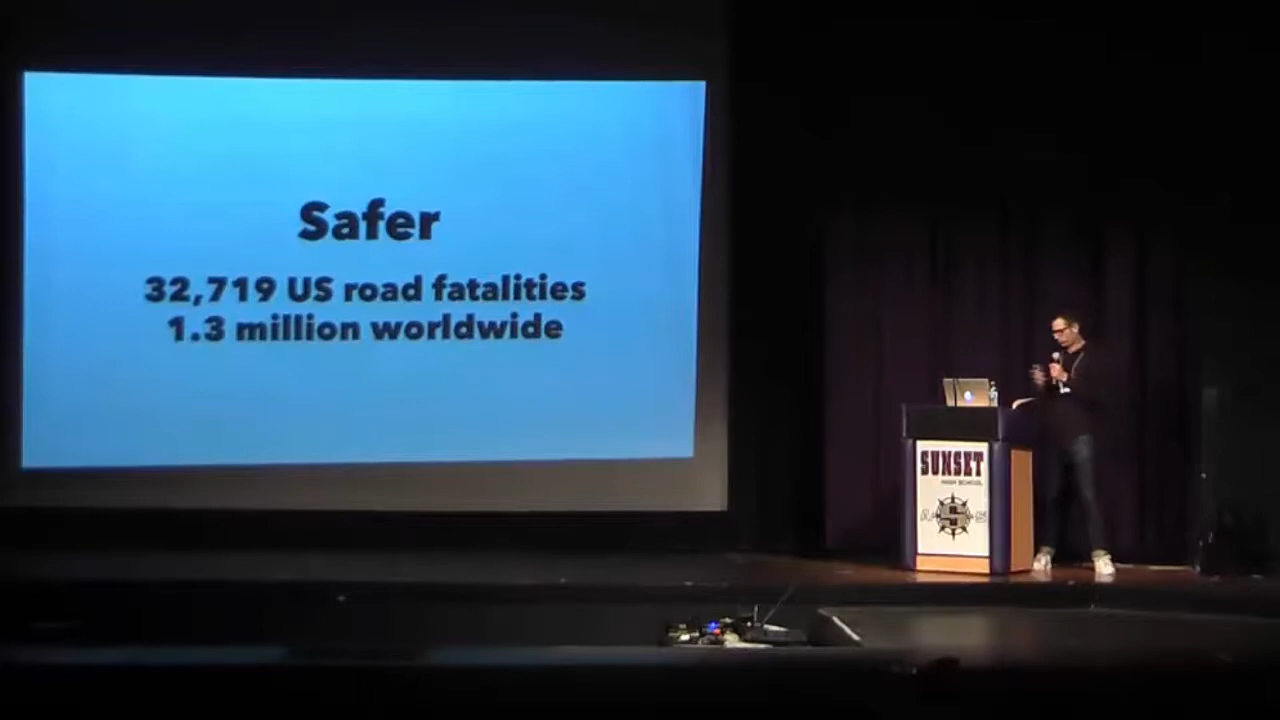 Safer
32,719 US road fatalities
1.3 million worldwide
SUNSET
HIGH SCHOOL
A S S